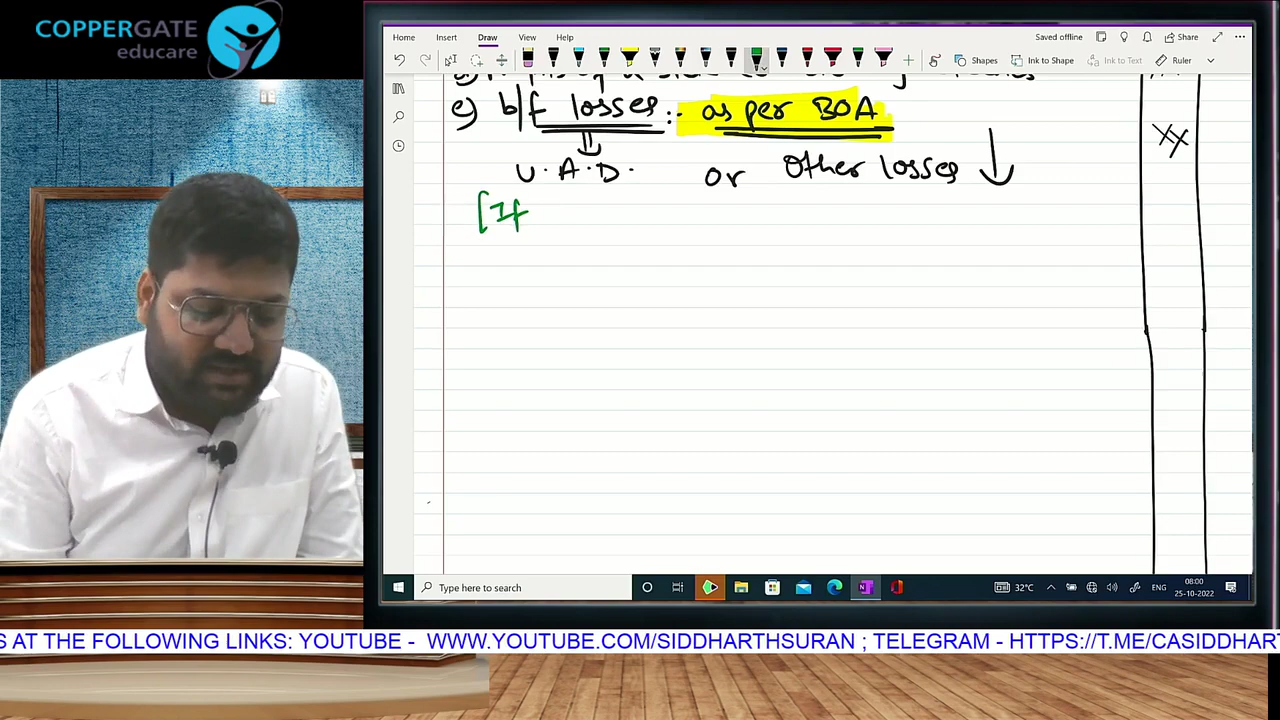 COPPERGATE
educare
Home Insert Draw View Help
Saved offline
Share
Shapes
Ink to Shape
Ink to Text
Ruler
e) b/f losses :- as per BOA
XX
U.A.D. or Other losses ↓
[If
Type here to search
32°C
ENG
08:00
25-10-2022
S AT THE FOLLOWING LINKS: YOUTUBE - WWW.YOUTUBE.COM/SIDDHARTHSURAN ; TELEGRAM - HTTPS://T.ME/CASIDDHART